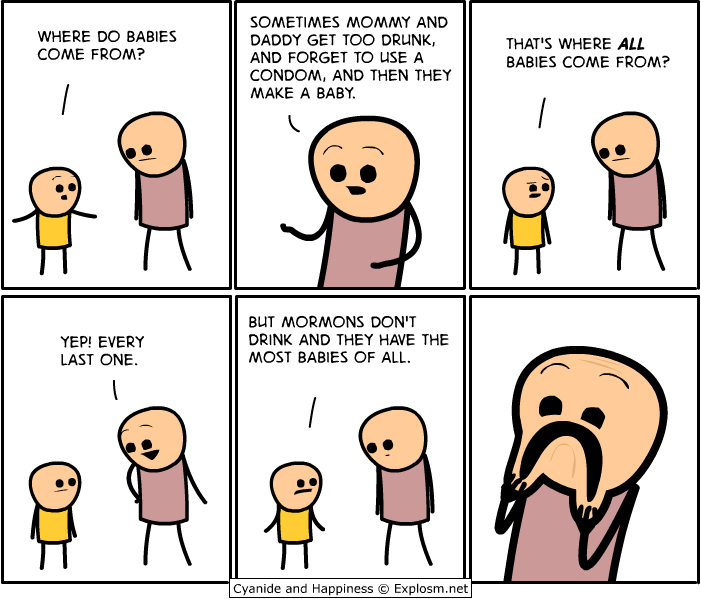 WHERE DO BABIES
COME FROM?
SOMETIMES MOMMY AND
DADDY GET TOO DRUNK,
AND FORGET TO USE A
CONDOM, AND THEN THEY
MAKE A BABY.
THAT'S WHERE ALL
BABIES COME FROM?
YEP! EVERY
LAST ONE.
BUT MORMONS DON'T
DRINK AND THEY HAVE THE
MOST BABIES OF ALL.
Cyanide and Happiness © Explosm.net